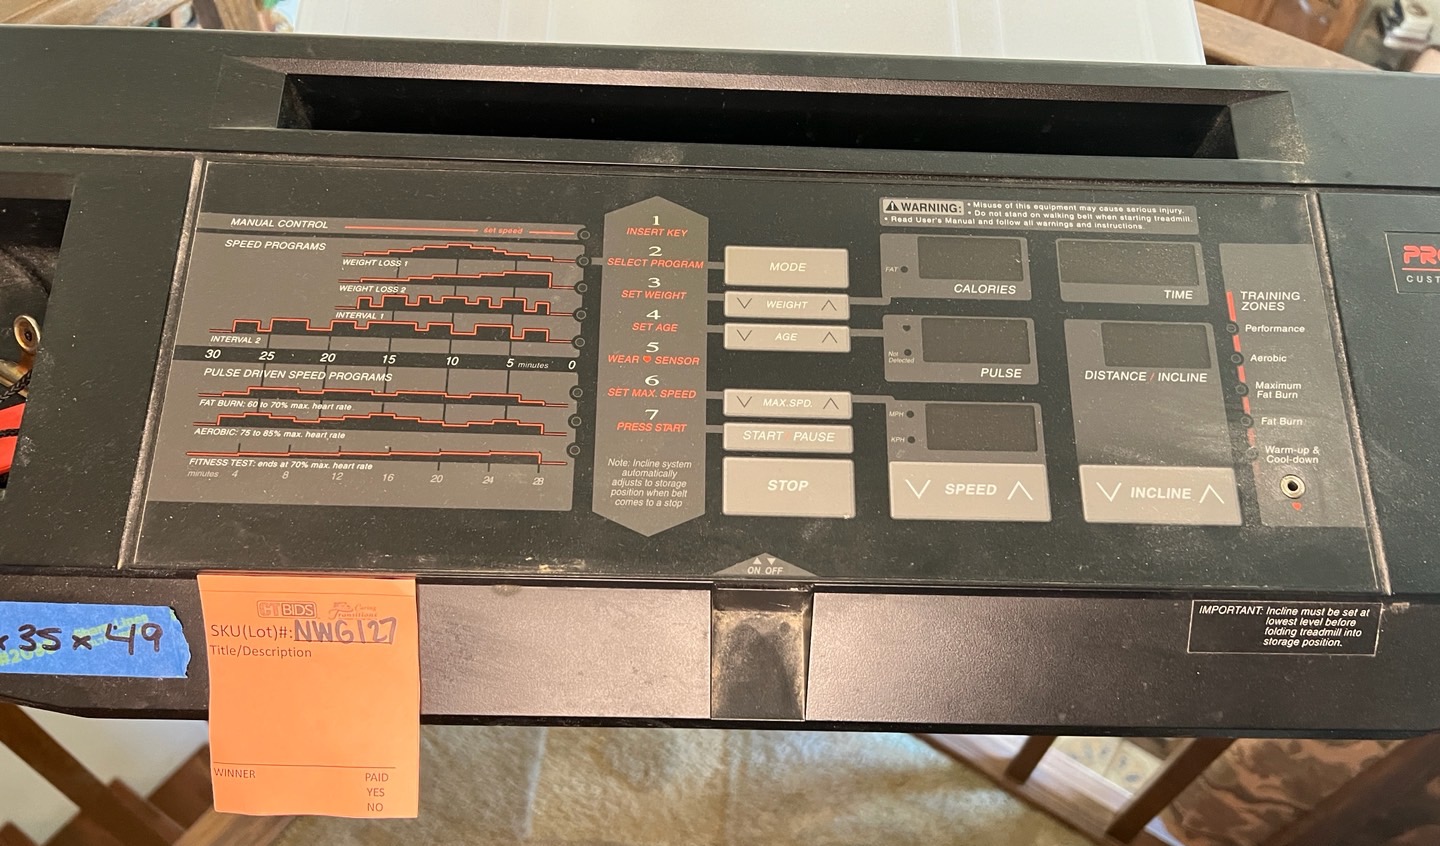 MANUAL CONTROL set speed
SPEED PROGRAMS
WEIGHT LOSS 1
WEIGHT LOSS 2
INTERVAL 1
INTERVAL 2
30 25 20 15 10 5 minutes 0
PULSE DRIVEN SPEED PROGRAMS
FAT BURN: 60 to 70% max. heart rate
AEROBIC: 75 to 85% max. heart rate
FITNESS TEST: ends at 70% max. heart rate
minutes 4 8 12 16 20 24 28
1
INSERT KEY
2
SELECT PROGRAM
3
SET WEIGHT
4
SET AGE
5
WEAR ♥ SENSOR
6
SET MAX. SPEED
7
PRESS START
Note: Incline system
automatically
adjusts to storage
position when belt
comes to a stop
MODE
WEIGHT
AGE
MAX.SPD.
START PAUSE
STOP
WARNING: • Misuse of this equipment may cause serious injury.
• Do not stand on walking belt when starting treadmill.
• Read User's Manual and follow all warnings and instructions.
FAT
CALORIES
TIME
Not
Detected
PULSE
DISTANCE / INCLINE
MPH
KPH
SPEED
INCLINE
TRAINING
ZONES
Performance
Aerobic
Maximum
Fat Burn
Fat Burn
Warm-up &
Cool-down
PRO
CUST
ON OFF
IMPORTANT: Incline must be set at
lowest level before
folding treadmill into
storage position.
x 35 x 49
CTBIDS Caring Transitions
SKU(Lot)#: NWG127
Title/Description
WINNER PAID
YES
NO